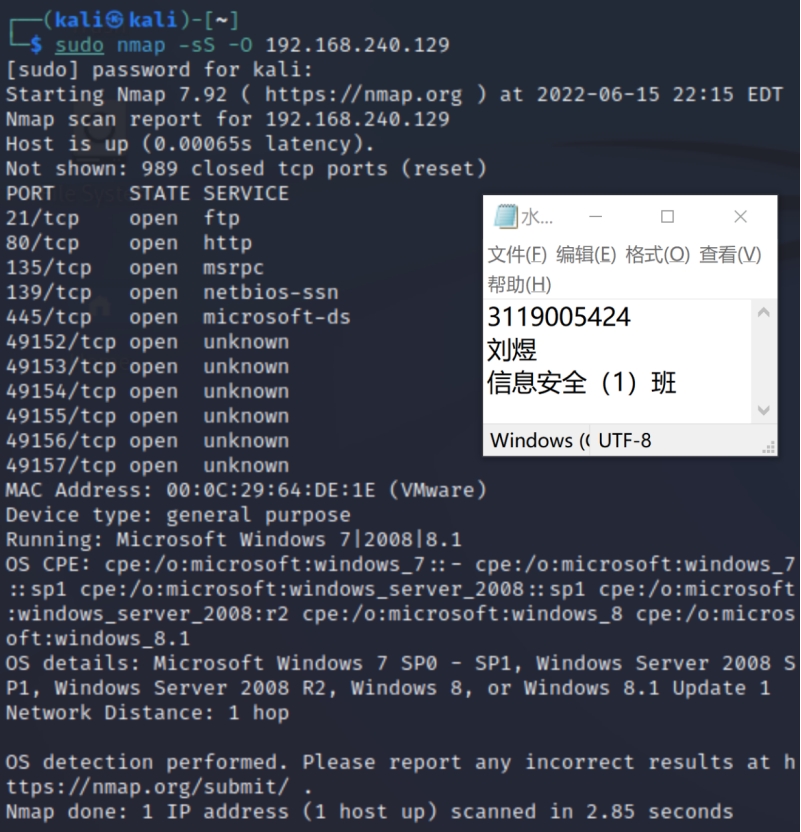 ┌──(kali㉿kali)-[~]
└─$ sudo nmap -sS -O 192.168.240.129
[sudo] password for kali:
Starting Nmap 7.92 ( https://nmap.org ) at 2022-06-15 22:15 EDT
Nmap scan report for 192.168.240.129
Host is up (0.00065s latency).
Not shown: 989 closed tcp ports (reset)
PORT STATE SERVICE
21/tcp open ftp
80/tcp open http
135/tcp open msrpc
139/tcp open netbios-ssn
445/tcp open microsoft-ds
49152/tcp open unknown
49153/tcp open unknown
49154/tcp open unknown
49155/tcp open unknown
49156/tcp open unknown
49157/tcp open unknown
MAC Address: 00:0C:29:64:DE:1E (VMware)
Device type: general purpose
Running: Microsoft Windows 7|2008|8.1
OS CPE: cpe:/o:microsoft:windows_7::- cpe:/o:microsoft:windows_7
::sp1 cpe:/o:microsoft:windows_server_2008::sp1 cpe:/o:microsoft
:windows_server_2008:r2 cpe:/o:microsoft:windows_8 cpe:/o:micros
oft:windows_8.1
OS details: Microsoft Windows 7 SP0 - SP1, Windows Server 2008 S
P1, Windows Server 2008 R2, Windows 8, or Windows 8.1 Update 1
Network Distance: 1 hop
OS detection performed. Please report any incorrect results at h
ttps://nmap.org/submit/ .
Nmap done: 1 IP address (1 host up) scanned in 2.85 seconds
水...
文件(F) 编辑(E) 格式(O) 查看(V)
帮助(H)
3119005424
刘煜
信息安全（1）班
Windows (C UTF-8